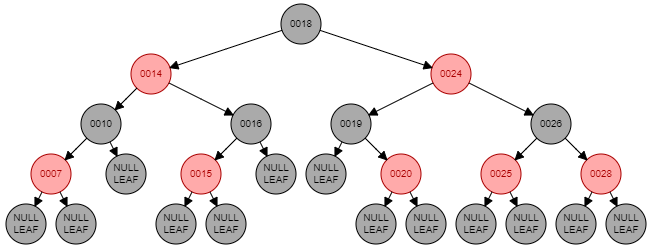 0018
0014
0024
0010
0016
0019
0026
0007
NULL
LEAF
0015
NULL
LEAF
NULL
LEAF
0020
0025
0028
NULL
LEAF
NULL
LEAF
NULL
LEAF
NULL
LEAF
NULL
LEAF
NULL
LEAF
NULL
LEAF
NULL
LEAF
NULL
LEAF
NULL
LEAF